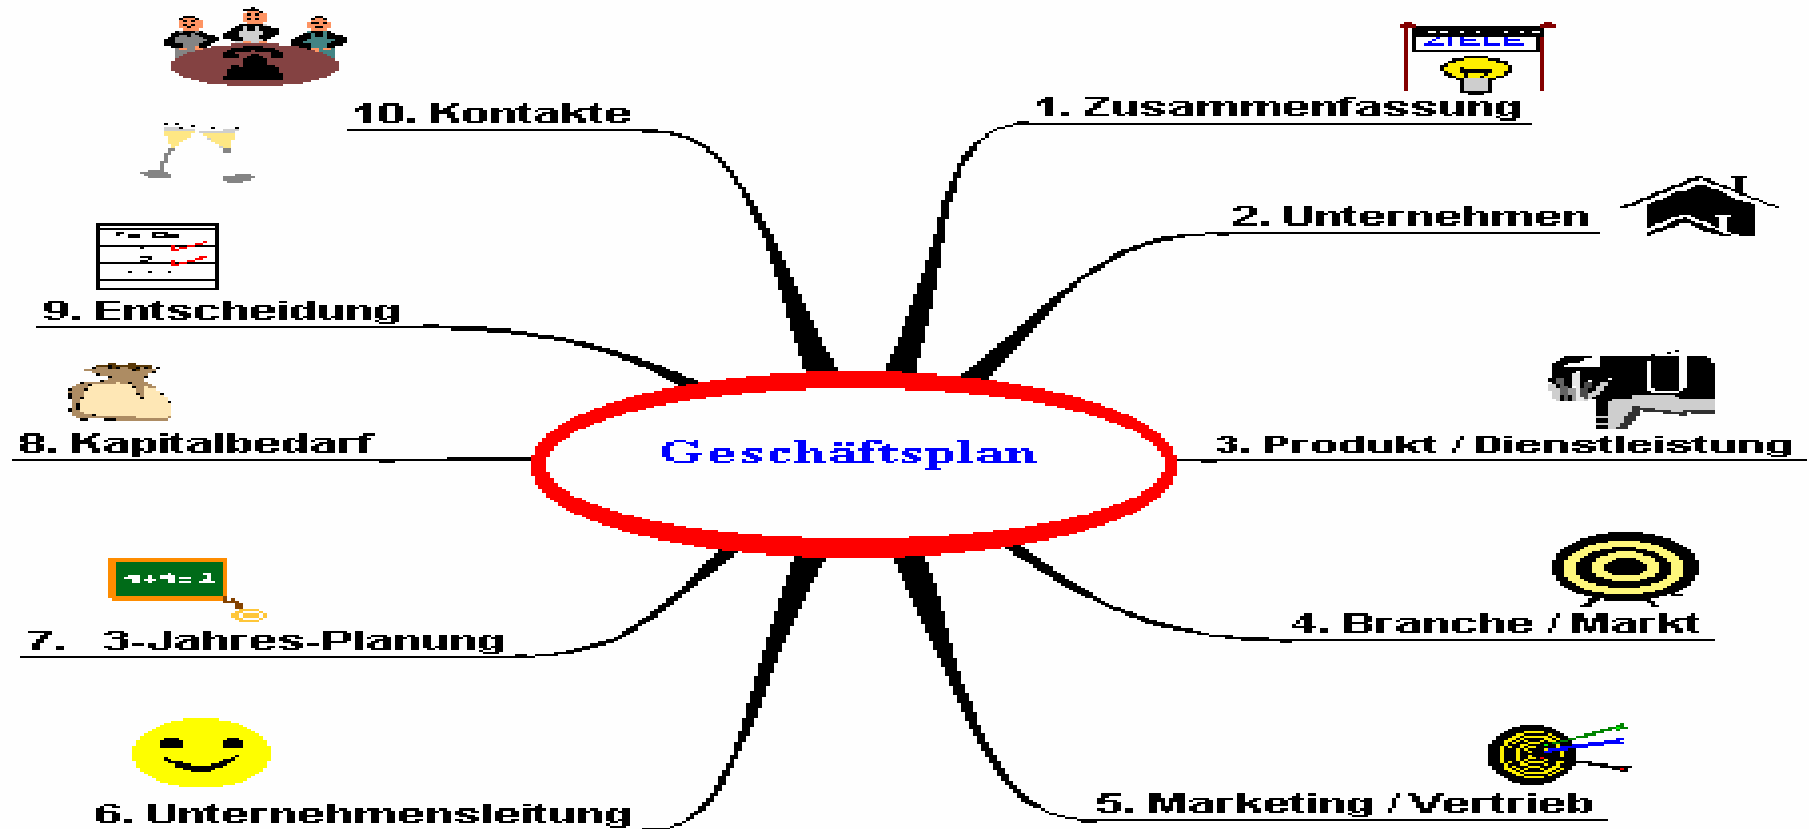 ZIELE
1. Zusammenfassung
2. Unternehmen
3. Produkt / Dienstleistung
4. Branche / Markt
5. Marketing / Vertrieb
6. Unternehmensleitung
7. 3-Jahres-Planung
8. Kapitalbedarf
9. Entscheidung
10. Kontakte
Geschäftsplan